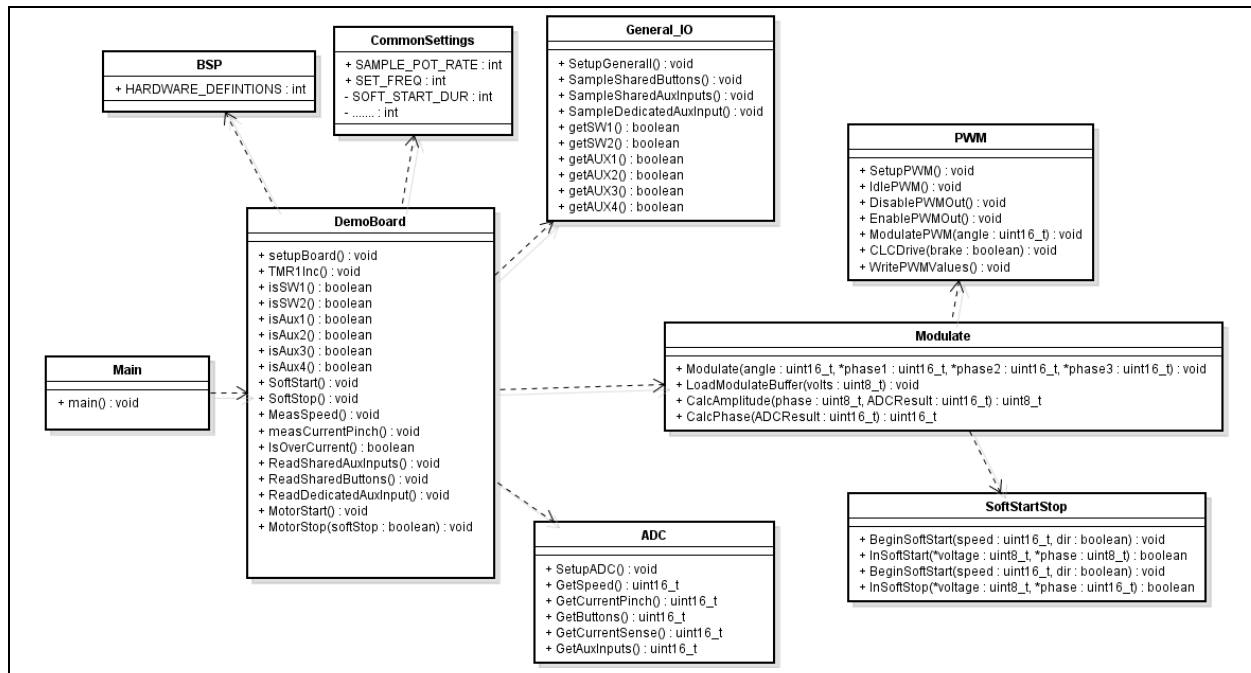 BSP
+ HARDWARE_DEFINTIONS : int
CommonSettings
+ SAMPLE_POT_RATE : int
+ SET_FREQ : int
- SOFT_START_DUR : int
- ....... : int
General_IO
+ SetupGeneralI() : void
+ SampleSharedButtons() : void
+ SampleSharedAuxInputs() : void
+ SampleDedicatedAuxInput() : void
+ getSW1() : boolean
+ getSW2() : boolean
+ getAUX1() : boolean
+ getAUX2() : boolean
+ getAUX3() : boolean
+ getAUX4() : boolean
PWM
+ SetupPWM() : void
+ IdlePWM() : void
+ DisablePWMOut() : void
+ EnablePWMOut() : void
+ ModulatePWM(angle : uint16_t) : void
+ CLCDrive(brake : boolean) : void
+ WritePWMValues() : void
DemoBoard
+ setupBoard() : void
+ TMR1Inc() : void
+ isSW1() : boolean
+ isSW2() : boolean
+ isAux1() : boolean
+ isAux2() : boolean
+ isAux3() : boolean
+ isAux4() : boolean
+ SoftStart() : void
+ SoftStop() : void
+ MeasSpeed() : void
+ measCurrentPinch() : void
+ IsOverCurrent() : boolean
+ ReadSharedAuxInputs() : void
+ ReadSharedButtons() : void
+ ReadDedicatedAuxInput() : void
+ MotorStart() : void
+ MotorStop(softStop : boolean) : void
Main
+ main() : void
Modulate
+ Modulate(angle : uint16_t, *phase1 : uint16_t, *phase2 : uint16_t, *phase3 : uint16_t) : void
+ LoadModulateBuffer(volts : uint8_t) : void
+ CalcAmplitude(phase : uint8_t, ADCResult : uint16_t) : uint8_t
+ CalcPhase(ADCResult : uint16_t) : uint16_t
SoftStartStop
+ BeginSoftStart(speed : uint16_t, dir : boolean) : void
+ InSoftStart(*voltage : uint8_t, *phase : uint8_t) : boolean
+ BeginSoftStart(speed : uint16_t, dir : boolean) : void
+ InSoftStop(*voltage : uint8_t, *phase : uint16_t) : boolean
ADC
+ SetupADC() : void
+ GetSpeed() : uint16_t
+ GetCurrentPinch() : uint16_t
+ GetButtons() : uint16_t
+ GetCurrentSense() : uint16_t
+ GetAuxInputs() : uint16_t